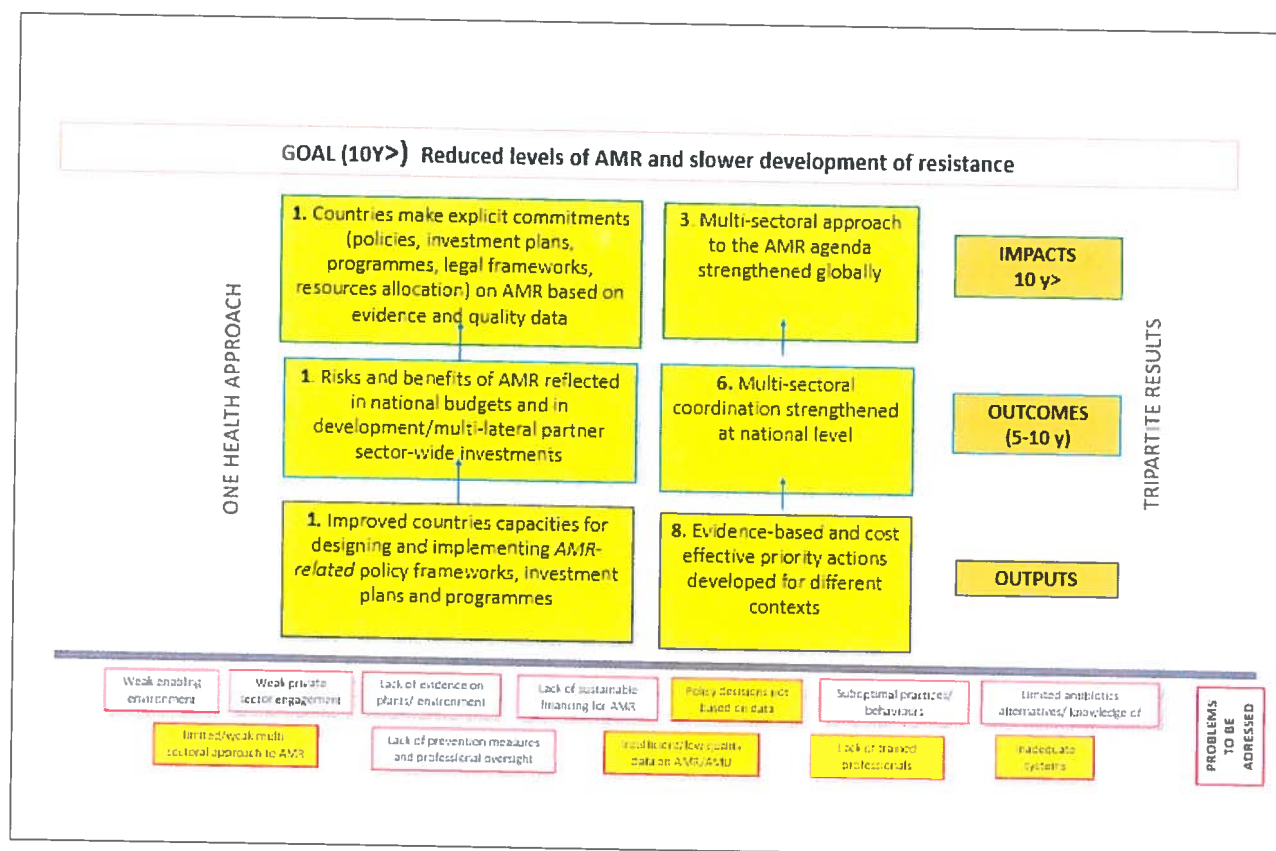 GOAL (10Y>) Reduced levels of AMR and slower development of resistance
ONE HEALTH APPROACH
1. Countries make explicit commitments
(policies, investment plans,
programmes, legal frameworks,
resources allocation) on AMR based on
evidence and quality data
3. Multi-sectoral approach
to the AMR agenda
strengthened globally
IMPACTS
10 y>
1. Risks and benefits of AMR reflected
in national budgets and in
development/multi-lateral partner
sector-wide investments
6. Multi-sectoral
coordination strengthened
at national level
OUTCOMES
(5-10 y)
1. Improved countries capacities for
designing and implementing AMR-
related policy frameworks, investment
plans and programmes
8. Evidence-based and cost
effective priority actions
developed for different
contexts
OUTPUTS
TRIPARTITE RESULTS
Weak enabling
environment
Weak private
sector engagement
Lack of evidence on
plants/ environment
Lack of sustainable
financing for AMR
Policy decisions not
based on data
Suboptimal practices/
behaviours
Limited antibiotics
alternatives/ knowledge of
limited/weak multi
sectoral approach to AMR
Lack of prevention measures
and professional oversight
Insufficient/low quality
data on AMR/AMU
Lack of trained
professionals
Inadequate
systems
PROBLEMS
TO BE
ADRESSED